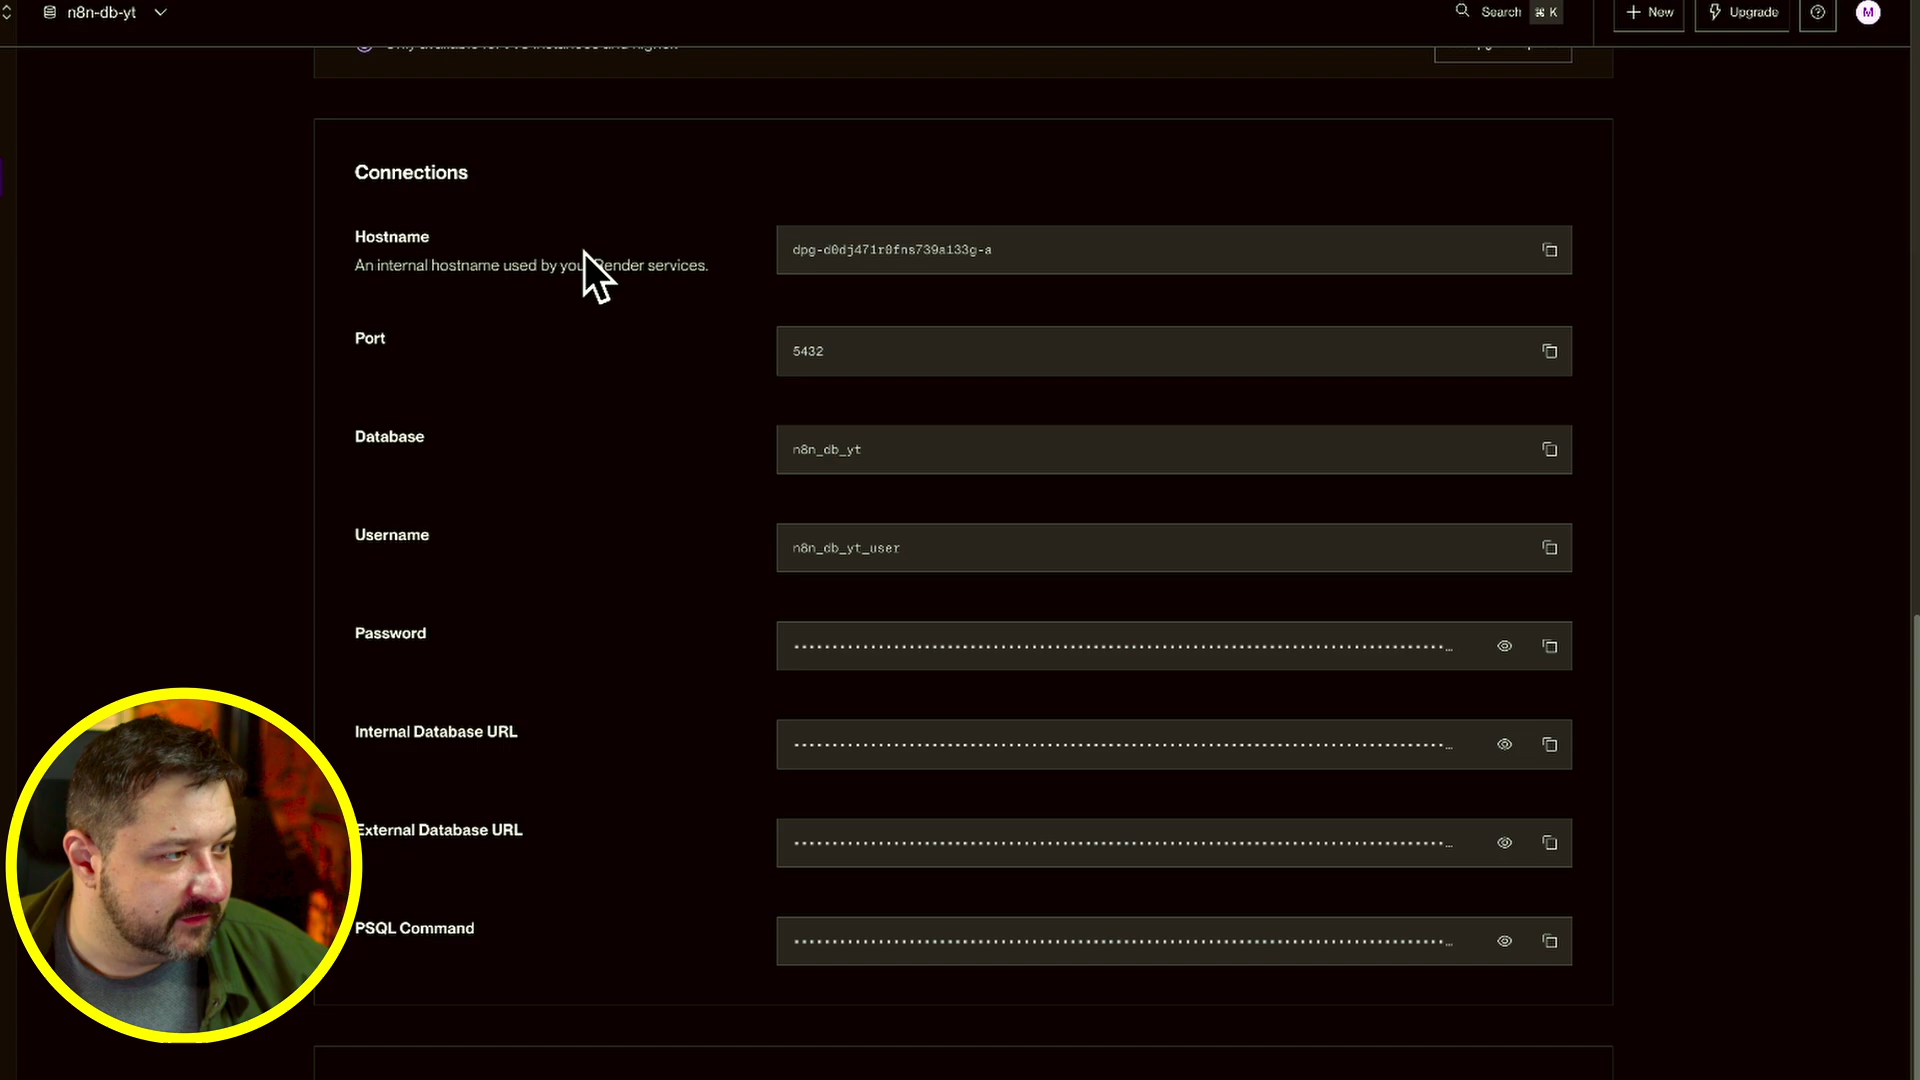 n8n-db-yt
Search ⌘ K
+ New
Upgrade
M
Connections
Hostname
An internal hostname used by you Render services.
dpg-d0dj471r0fns739a133g-a
Port
5432
Database
n8n_db_yt
Username
n8n_db_yt_user
Password
Internal Database URL
External Database URL
PSQL Command